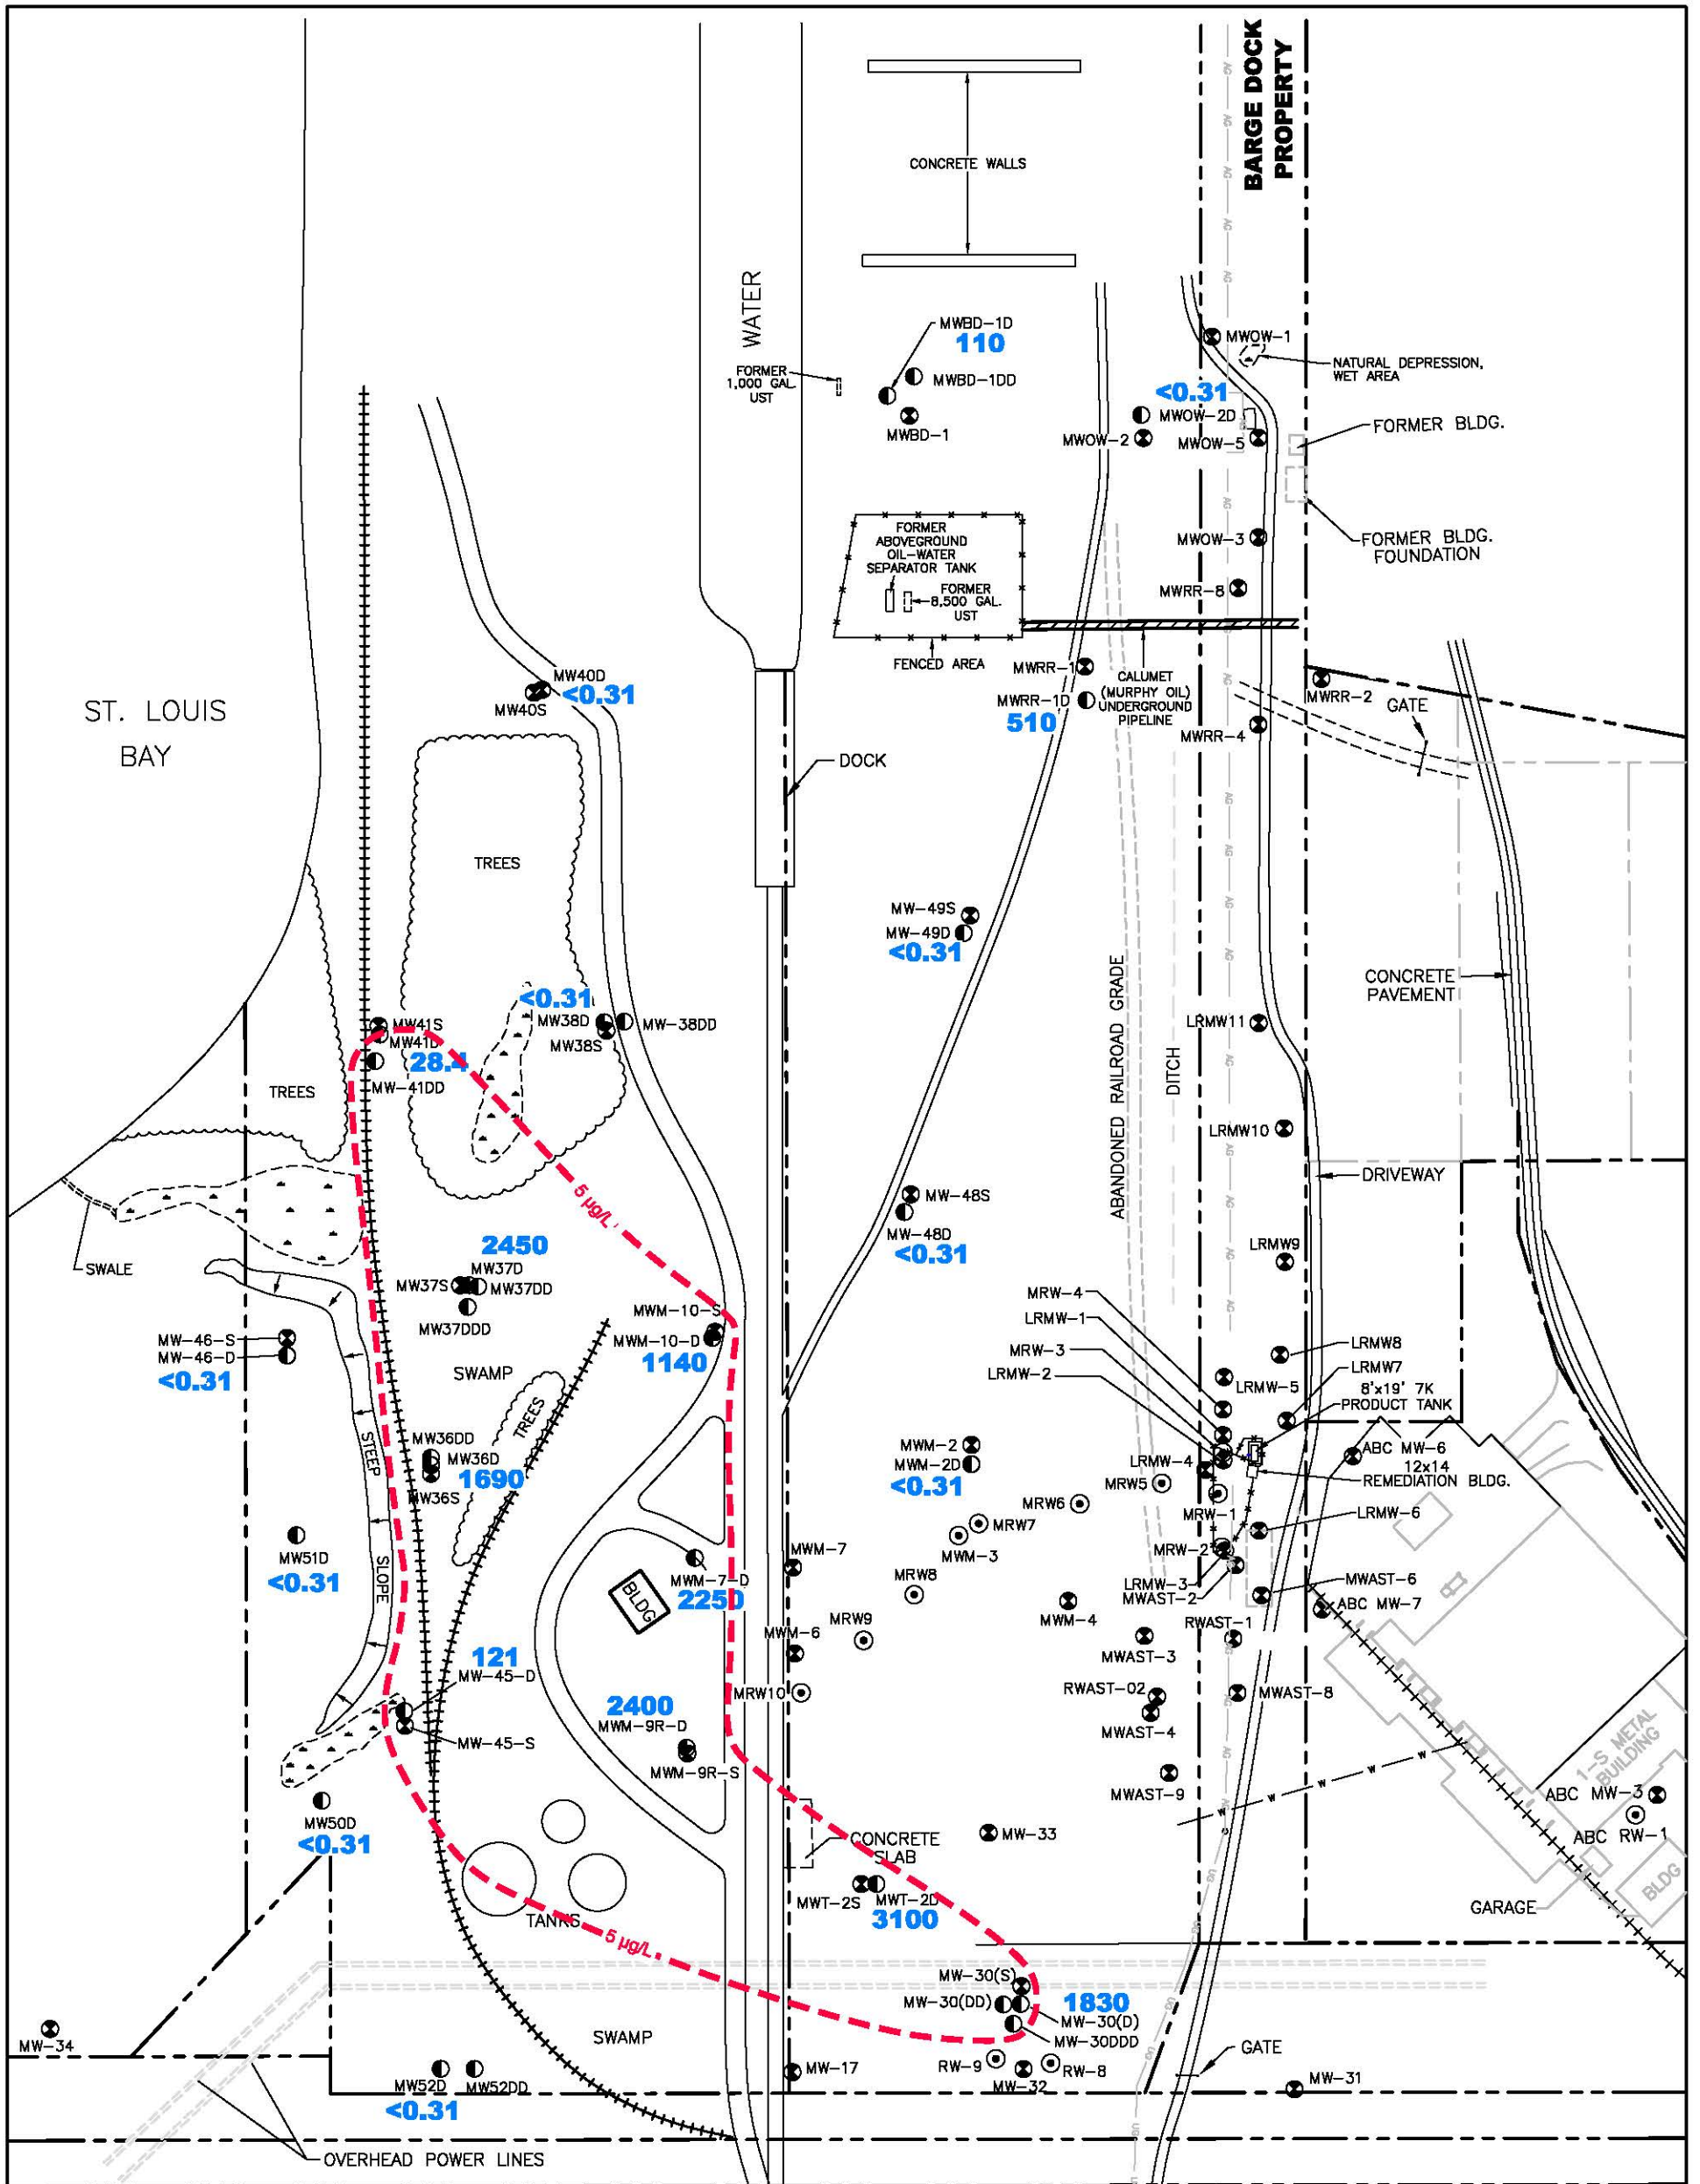 BARGE DOCK
PROPERTY
CONCRETE WALLS
WATER
MWBD-1D
110
MWBD-1DD
MWBD-1
FORMER
1,000 GAL.
UST
MWOW-1
NATURAL DEPRESSION,
WET AREA
<0.31
MWOW-2D
MWOW-2
MWOW-5
FORMER BLDG.
FORMER BLDG.
FOUNDATION
MWOW-3
MWRR-8
FORMER
ABOVEGROUND
OIL-WATER
SEPARATOR TANK
FORMER
8,500 GAL.
UST
FENCED AREA
MWRR-1
MWRR-1D
510
CALUMET
(MURPHY OIL)
UNDERGROUND
PIPELINE
MWRR-2
GATE
MWRR-4
ST. LOUIS
BAY
MW40D
<0.31
MW40S
DOCK
TREES
MW-49S
MW-49D
<0.31
ABANDONED RAILROAD GRADE
DITCH
CONCRETE
PAVEMENT
<0.31
MW38D
MW-38DD
MW38S
MW41S
MW41D
28.4
MW-41DD
TREES
LRMW11
LRMW10
DRIVEWAY
5 µg/L
SWALE
MW-48S
MW-48D
<0.31
2450
MW37D
MW37S
MW37DD
MW37DDD
LRMW9
MWM-10-S
MWM-10-D
1140
MW-46-S
MW-46-D
<0.31
SWAMP
TREES
MRW-4
LRMW-1
MRW-3
LRMW-2
LRMW8
LRMW7
LRMW-5
8'x19' 7K
PRODUCT TANK
ABC MW-6
12x14
REMEDIATION BLDG.
MW36DD
MW36D
1690
MW36S
STEEP
SLOPE
MWM-2
MWM-2D
<0.31
LRMW-4
MRW5
MRW6
MRW7
MWM-3
MRW-1
LRMW-6
MRW-2
LRMW-3
MWAST-2
MWAST-6
ABC MW-7
MW51D
<0.31
MWM-7
MWM-7-D
2250
BLDG
MRW8
MWM-4
RWAST-1
MWAST-3
MWM-6
MRW9
121
MW-45-D
MW-45-S
2400
MWM-9R-D
MWM-9R-S
MRW10
RWAST-02
MWAST-4
MWAST-8
MWAST-9
1-S METAL
BUILDING
ABC MW-3
ABC RW-1
BLDG
GARAGE
MW50D
<0.31
CONCRETE
SLAB
MW-33
MWT-2S
MWT-2D
3100
TANKS
5 µg/L
MW-30(S)
MW-30(DD)
1830
MW-30(D)
MW-30DDD
SWAMP
MW-34
MW52D
MW52DD
<0.31
MW-17
RW-9
RW-8
MW-32
GATE
MW-31
OVERHEAD POWER LINES